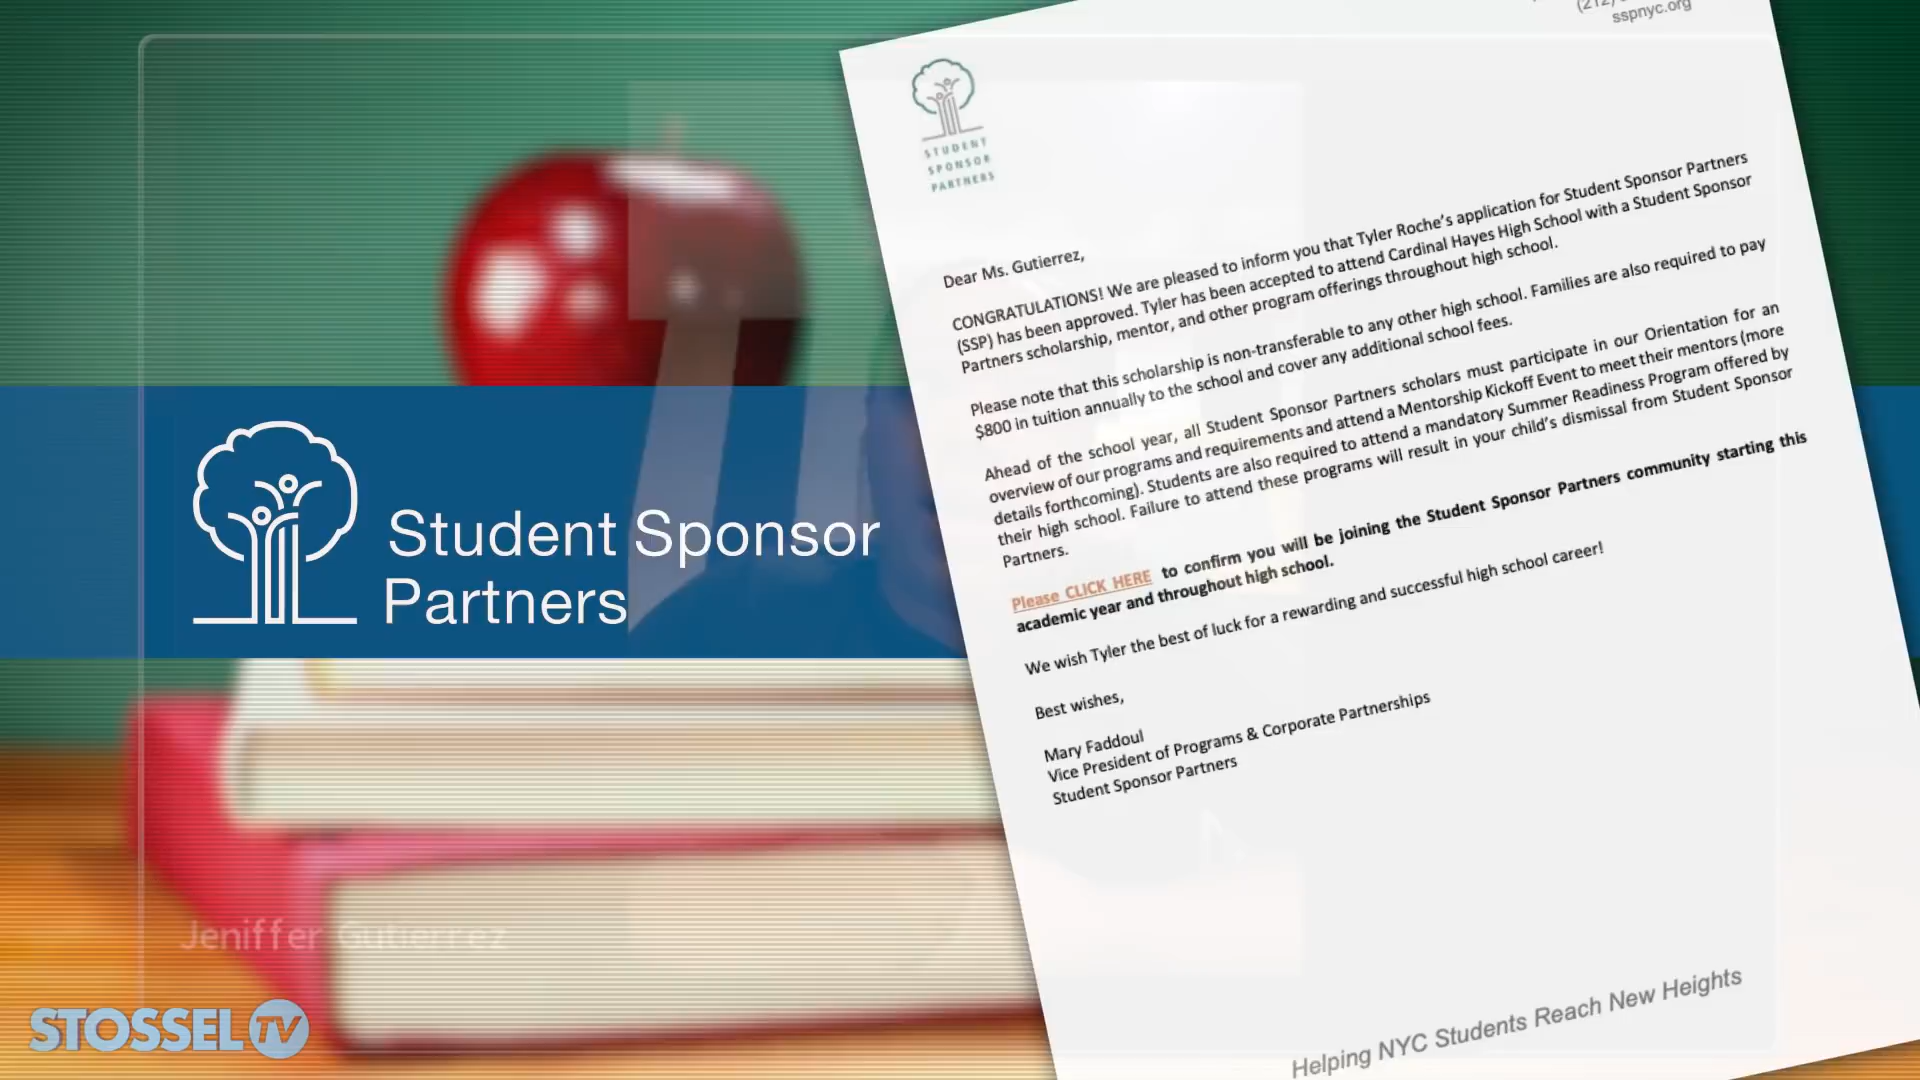 sspnyc.org
STUDENT
SPONSOR
PARTNERS
Dear Ms. Gutierrez,
CONGRATULATIONS! We are pleased to inform you that Tyler Roche's application for Student Sponsor Partners
(SSP) has been approved. Tyler has been accepted to attend Cardinal Hayes High School with a Student Sponsor
Partners scholarship, mentor, and other program offerings throughout high school.
Please note that this scholarship is non-transferable to any other high school. Families are also required to pay
$800 in tuition annually to the school and cover any additional school fees.
Ahead of the school year, all Student Sponsor Partners scholars must participate in our Orientation for an
overview of our programs and requirements and attend a Mentorship Kickoff Event to meet their mentors (more
details forthcoming). Students are also required to attend a mandatory Summer Readiness Program offered by
their high school. Failure to attend these programs will result in your child's dismissal from Student Sponsor
Partners.
Please CLICK HERE to confirm you will be joining the Student Sponsor Partners community starting this
academic year and throughout high school.
We wish Tyler the best of luck for a rewarding and successful high school career!
Best wishes,
Mary Faddoul
Vice President of Programs & Corporate Partnerships
Student Sponsor Partners
Helping NYC Students Reach New Heights
Student Sponsor
Partners
Jeniffer Gutierrez
STOSSEL TV